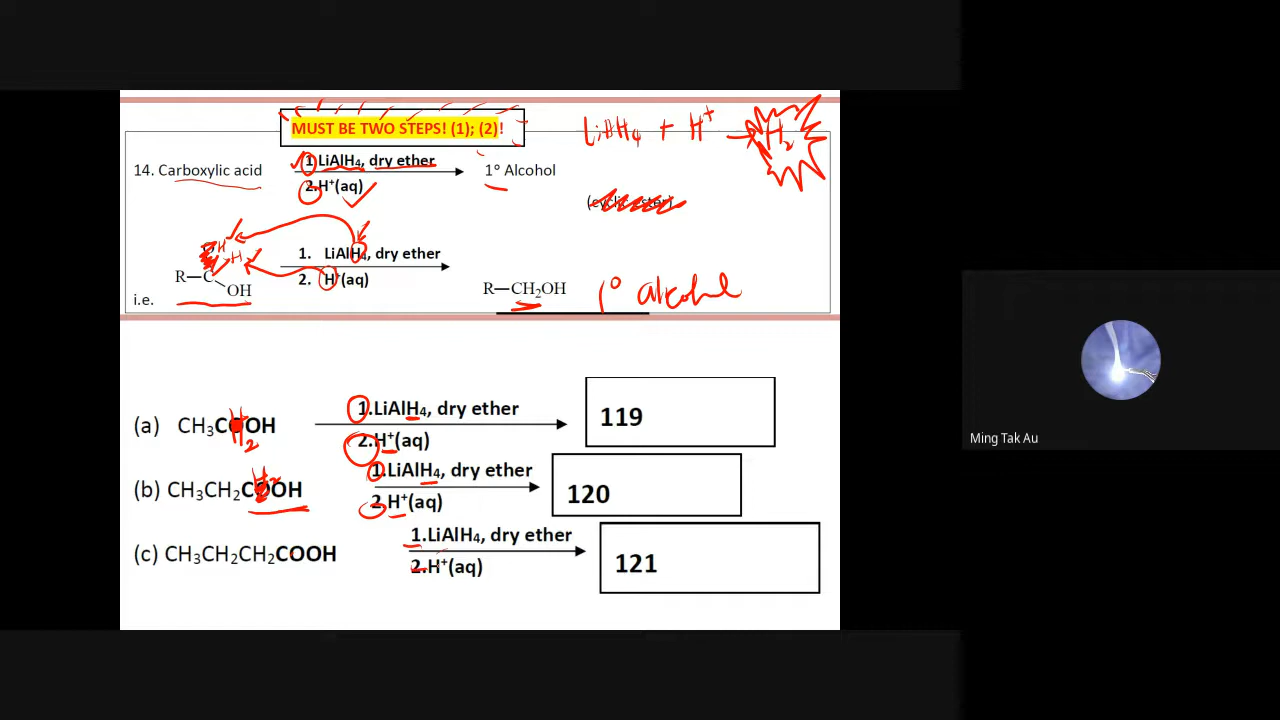 MUST BE TWO STEPS! (1); (2)!
LiAlH₄ + H⁺ → H₂
14. Carboxylic acid
1.LiAlH₄, dry ether
2.H⁺(aq)
1° Alcohol
H
H
R—C
OH
i.e.
1. LiAlH₄, dry ether
2. H⁺(aq)
R—CH₂OH
1° alcohol
(a) CH₃COOH
H₂
1.LiAlH₄, dry ether
2.H⁺(aq)
119
(b) CH₃CH₂COOH
H₂
1.LiAlH₄, dry ether
2.H⁺(aq)
120
(c) CH₃CH₂CH₂COOH
1.LiAlH₄, dry ether
2.H⁺(aq)
121
Ming Tak Au